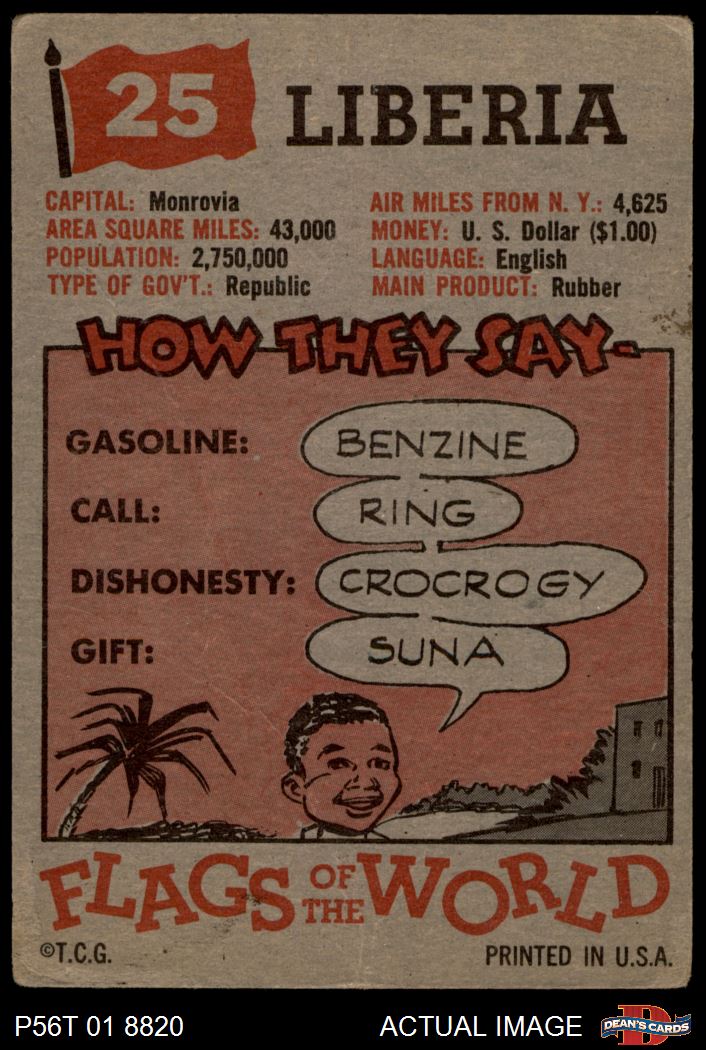 25 LIBERIA
CAPITAL: Monrovia
AREA SQUARE MILES: 43,000
POPULATION: 2,750,000
TYPE OF GOV'T.: Republic
AIR MILES FROM N. Y.: 4,625
MONEY: U. S. Dollar ($1.00)
LANGUAGE: English
MAIN PRODUCT: Rubber
HOW THEY SAY-
GASOLINE: BENZINE
CALL: RING
DISHONESTY: CROCROGY
GIFT: SUNA
FLAGS OF THE WORLD
©T.C.G. PRINTED IN U.S.A.
P56T 01 8820 ACTUAL IMAGE D DEAN'S CARDS